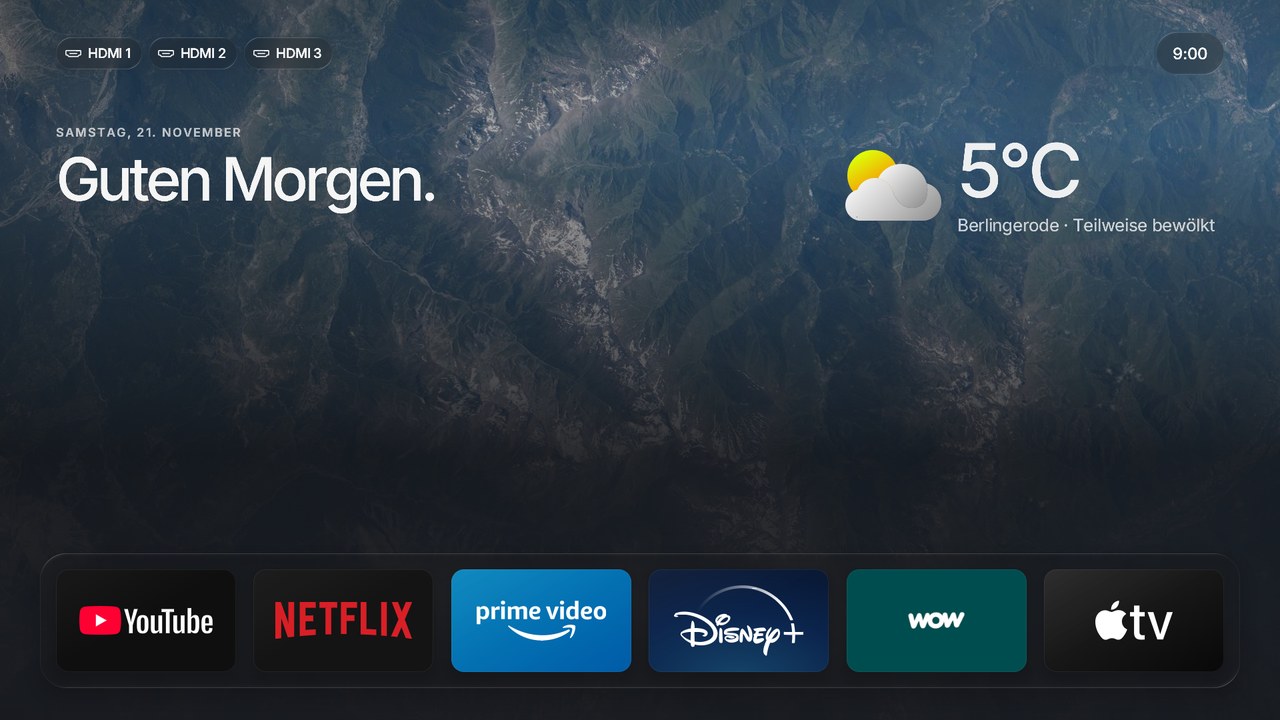 HDMI 1
HDMI 2
HDMI 3
9:00
SAMSTAG, 21. NOVEMBER
Guten Morgen.
5°C
Berlingerode · Teilweise bewölkt
YouTube
NETFLIX
prime video
Disney+
wow
tv